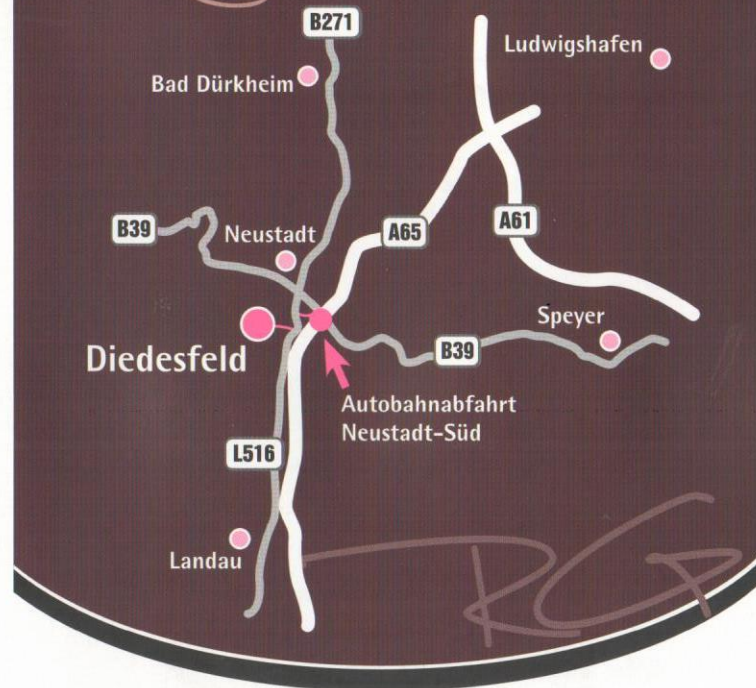 B271
Ludwigshafen
Bad Dürkheim
B39
Neustadt
A65
A61
Speyer
Diedesfeld
B39
Autobahnabfahrt
Neustadt-Süd
L516
Landau
RG